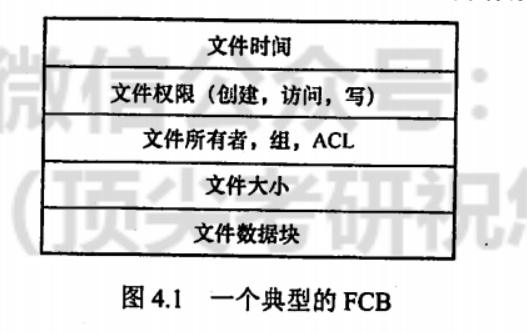 文件时间
文件权限（创建，访问，写）
文件所有者，组，ACL
文件大小
文件数据块
图 4.1 一个典型的 FCB
微信公众号：
（顶尖考研祝您